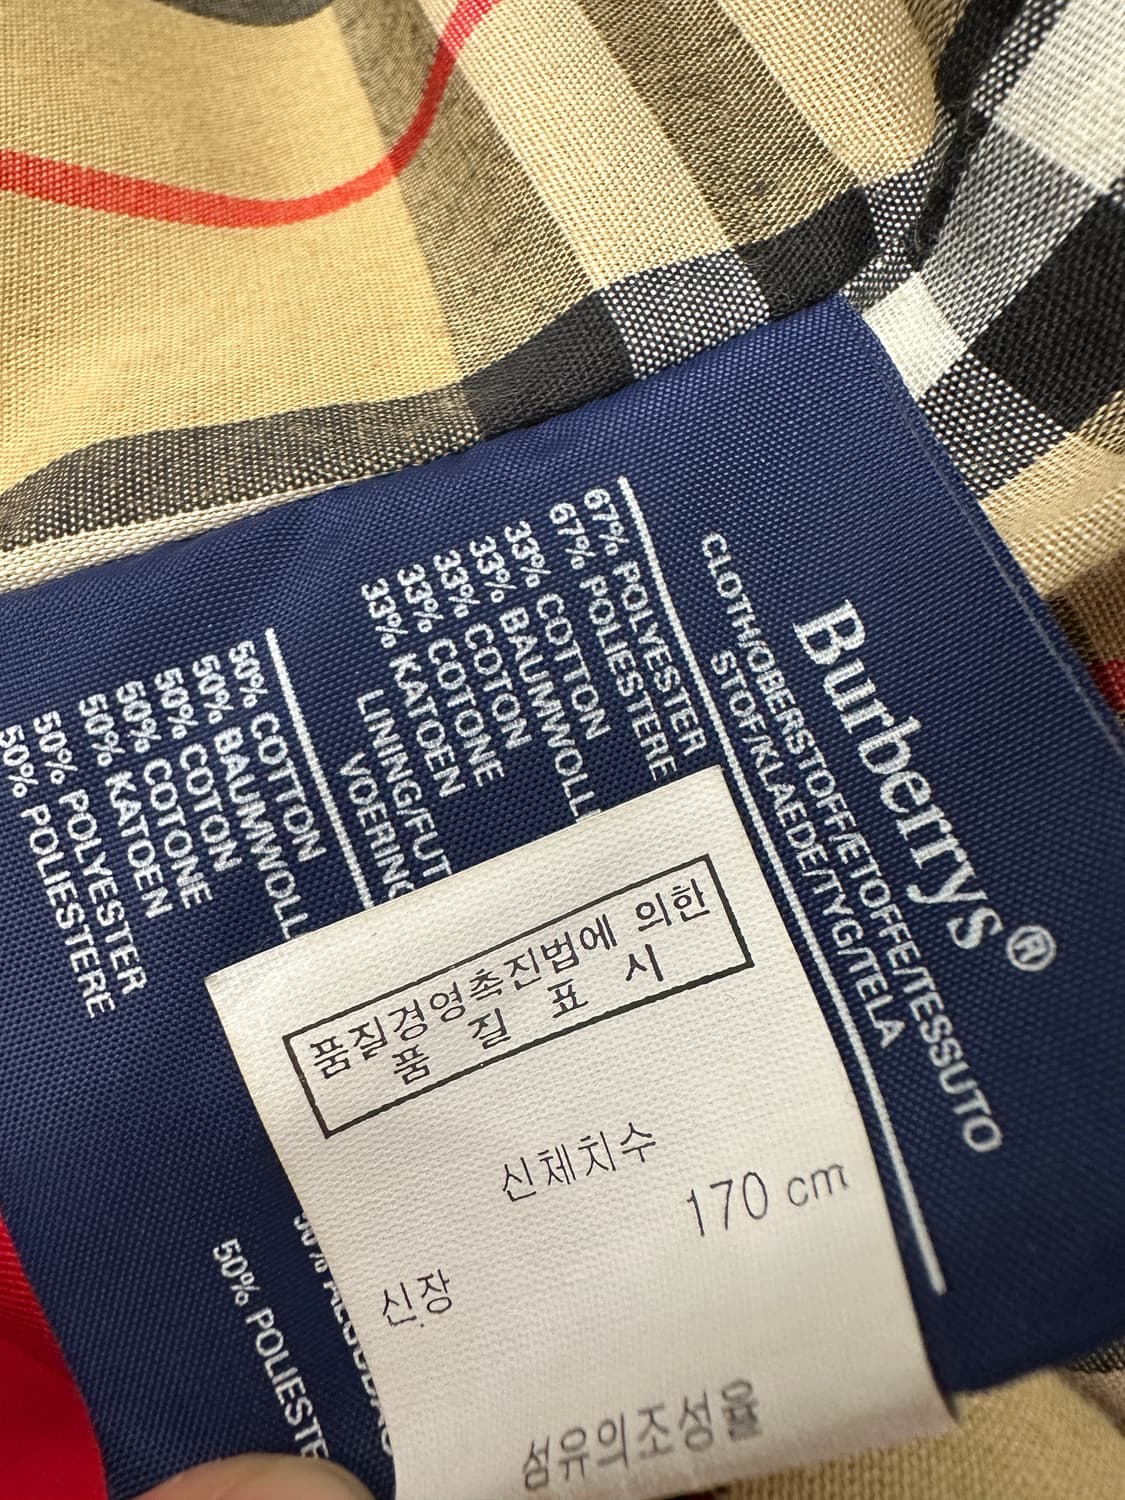 Burberrys®
CLOTH/OBERSTOFF/ETOFFE/TESSUTO
STOF/KLAEDE/TYG/TELA
67% POLYESTER
67% POLIESTERE
33% COTTON
33% BAUMWOLL
33% COTON
33% COTONE
33% KATOEN
LINING/FUT
VOERING
50% COTTON
50% BAUMWOLL
50% COTON
50% COTONE
50% KATOEN
50% POLYESTER
50% POLIESTERE
50% POLIESTE
품질경영촉진법에 의한
품 질 표 시
신체치수
170 cm
신장
섬유의조성율